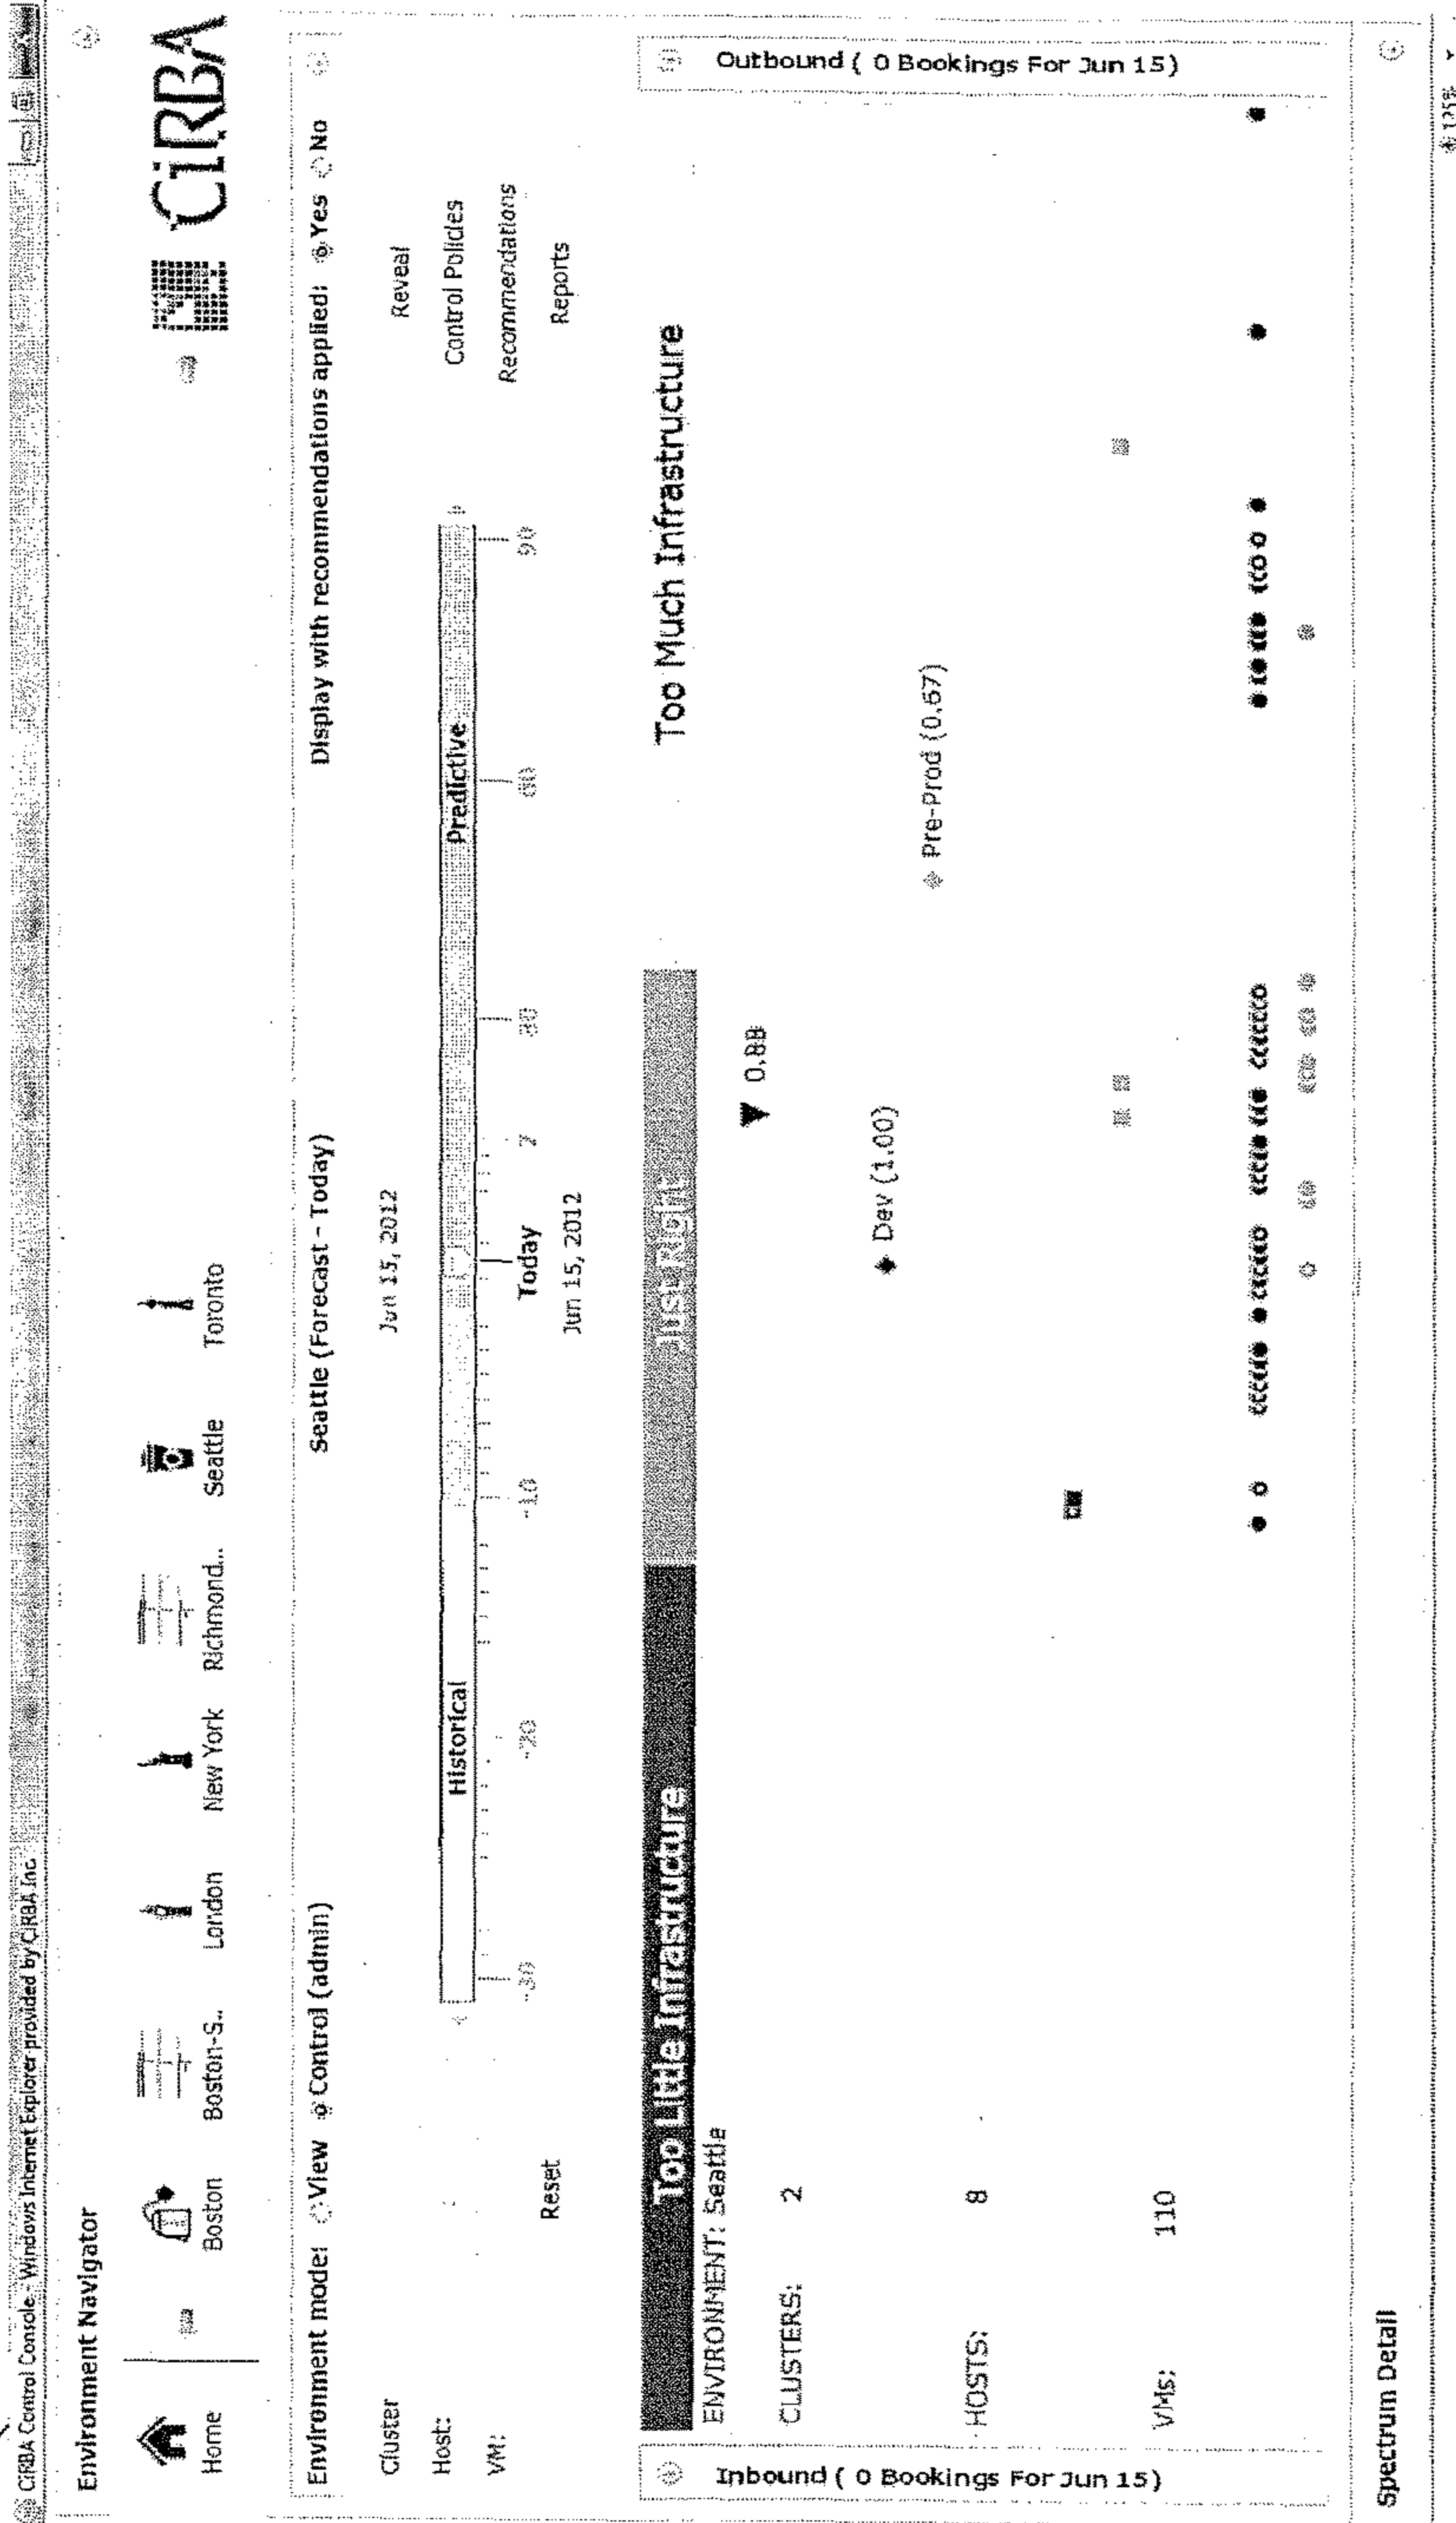 CiRBA Control Console - Windows Internet Explorer provided by CiRBA Inc.
Environment Navigator
Home
Boston
Boston-S..
London
New York
Richmond...
Seattle
Toronto
CiRBA
Environment mode: View Control (admin)
Seattle (Forecast - Today)
Display with recommendations applied: Yes No
Cluster
Host:
VM:
Reset
Jun 15, 2012
Historical
Predictive
-30 -20 -10 Today 7 30 60 90
Jun 15, 2012
Reveal
Control Policies
Recommendations
Reports
Too Little Infrastructure
Just Right
Too Much Infrastructure
Inbound ( 0 Bookings For Jun 15)
Outbound ( 0 Bookings For Jun 15)
ENVIRONMENT: Seattle
0.88
CLUSTERS: 2
Dev (1.00)
Pre-Prod (0.67)
HOSTS: 8
VMs: 110
Spectrum Detail
125%